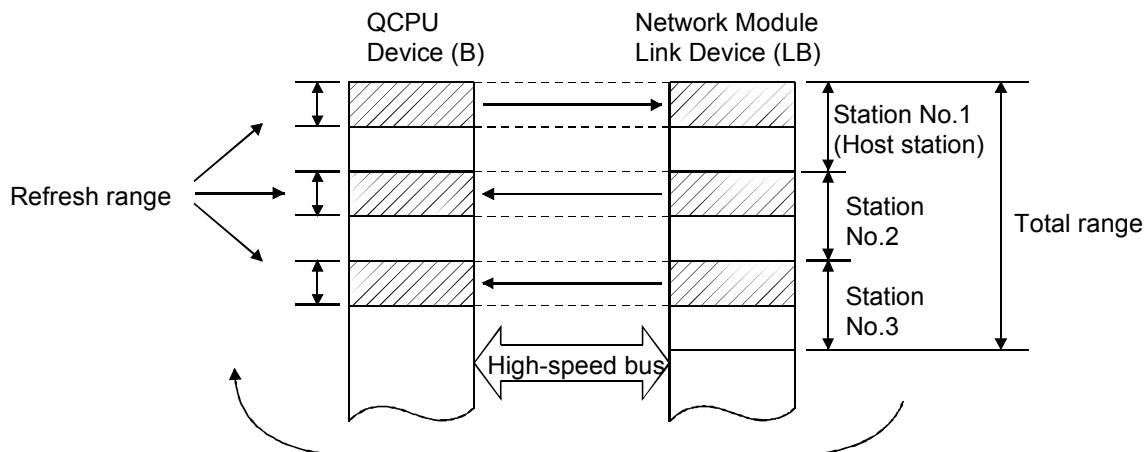 QCPU
Device (B)
Network Module
Link Device (LB)
Station No.1
(Host station)
Refresh range
Station
No.2
Total range
Station
No.3
High-speed bus